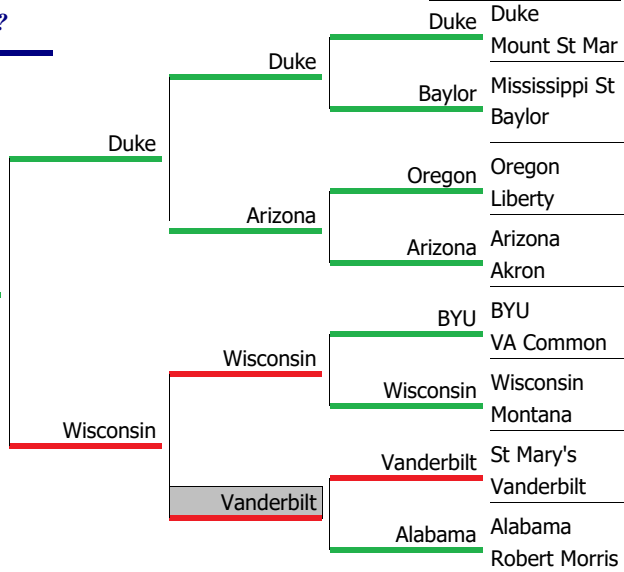 ?
Duke
Duke
Mount St Mar
Duke
Baylor
Mississippi St
Baylor
Duke
Oregon
Oregon
Liberty
Arizona
Arizona
Arizona
Akron
BYU
BYU
VA Common
Wisconsin
Wisconsin
Wisconsin
Montana
Wisconsin
Vanderbilt
St Mary's
Vanderbilt
Vanderbilt
Alabama
Alabama
Robert Morris